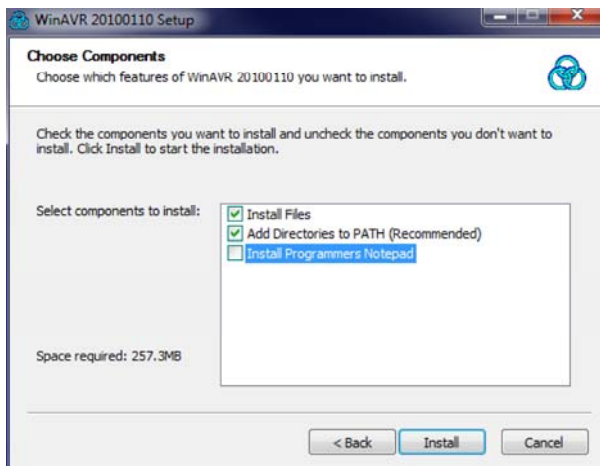 WinAVR 20100110 Setup
Choose Components
Choose which features of WinAVR 20100110 you want to install.
Check the components you want to install and uncheck the components you don't want to
install. Click Install to start the installation.
Select components to install:
Install Files
Add Directories to PATH (Recommended)
Install Programmers Notepad
Space required: 257.3MB
< Back
Install
Cancel